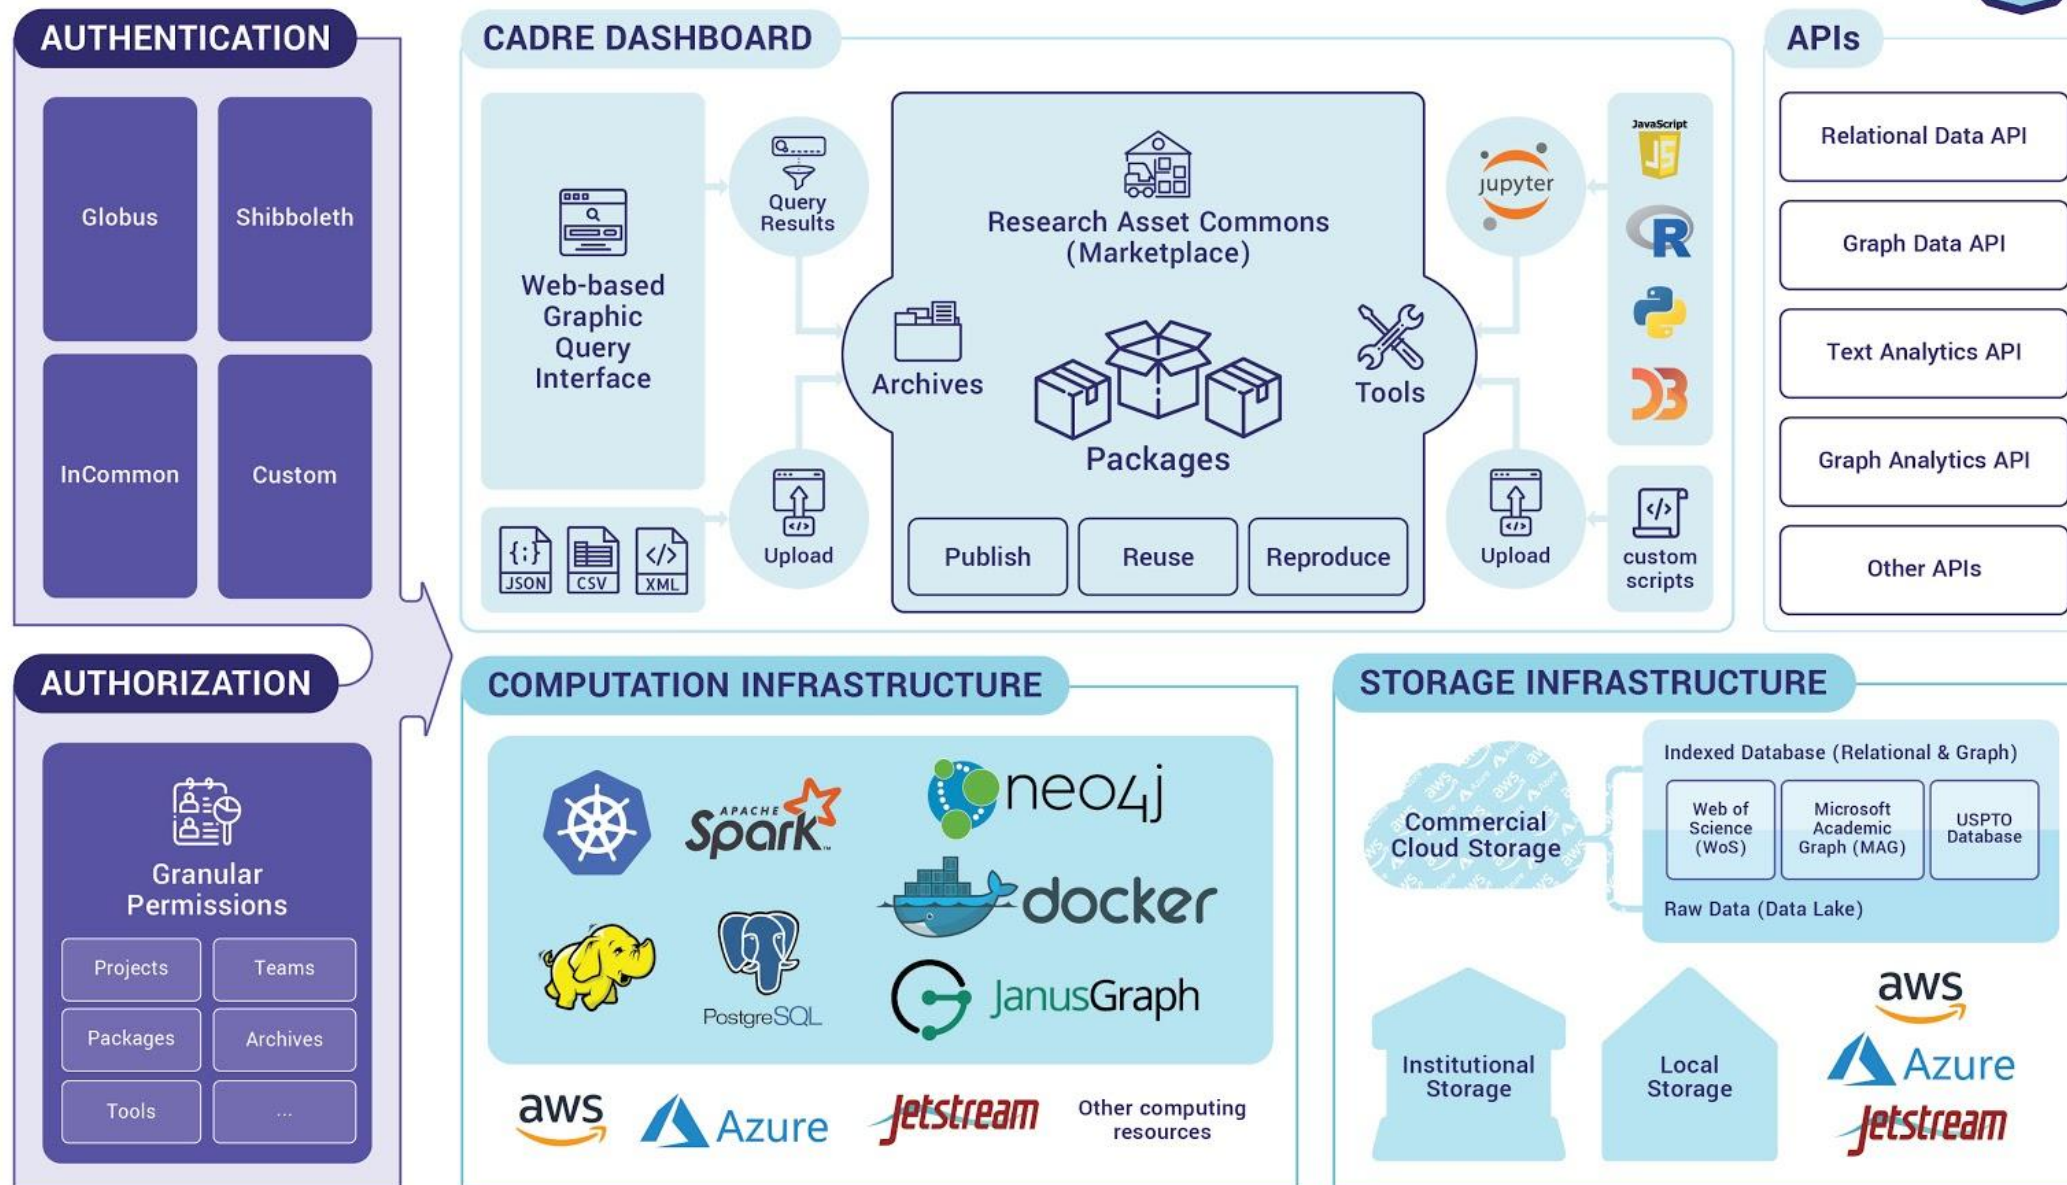 AUTHENTICATION
Globus
Shibboleth
InCommon
Custom
AUTHORIZATION
Granular
Permissions
Projects
Teams
Packages
Archives
Tools
...
CADRE DASHBOARD
Web-based
Graphic
Query
Interface
{;}
JSON
CSV
</>
XML
Query
Results
</>
Upload
Research Asset Commons
(Marketplace)
Archives
Packages
Tools
Publish
Reuse
Reproduce
jupyter
</>
Upload
JavaScript
JS
R
D3
</>
custom
scripts
APIs
Relational Data API
Graph Data API
Text Analytics API
Graph Analytics API
Other APIs
COMPUTATION INFRASTRUCTURE
APACHE
Spark™
neo4j
docker
PostgreSQL
JanusGraph
aws
Azure
Jetstream
Other computing
resources
STORAGE INFRASTRUCTURE
Commercial
Cloud Storage
Indexed Database (Relational & Graph)
Web of
Science
(WoS)
Microsoft
Academic
Graph (MAG)
USPTO
Database
Raw Data (Data Lake)
Institutional
Storage
Local
Storage
aws
Azure
Jetstream